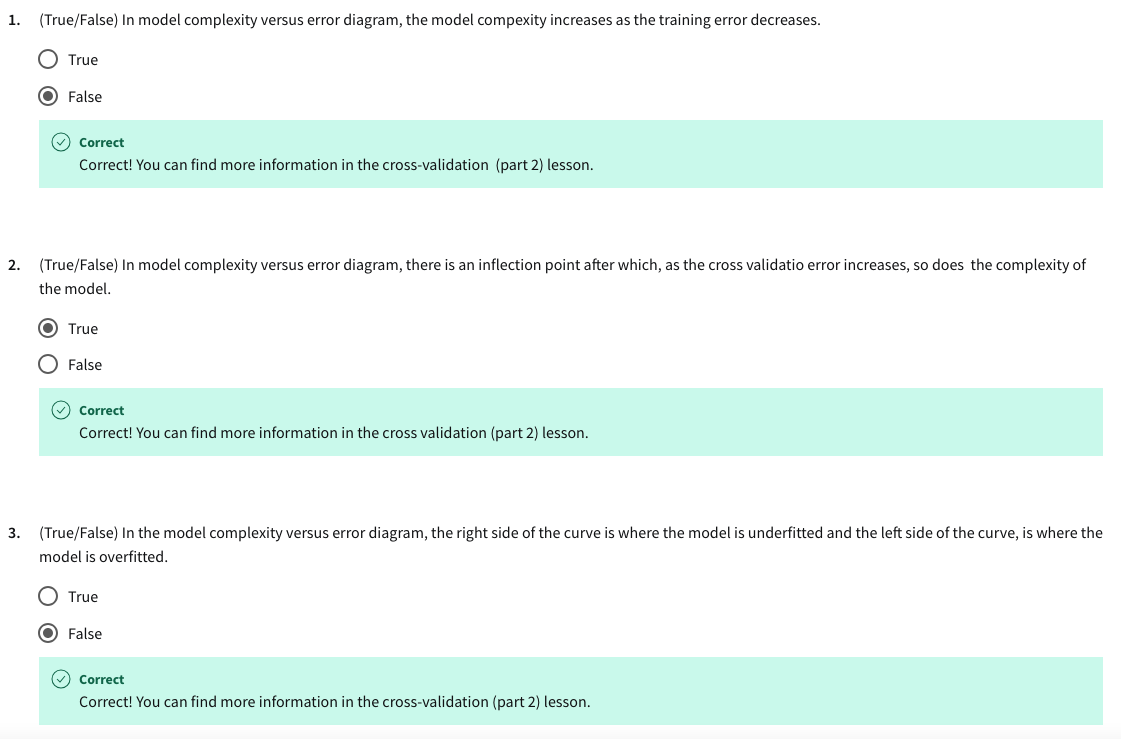 1. (True/False) In model complexity versus error diagram, the model compexity increases as the training error decreases.
True
False
Correct
Correct! You can find more information in the cross-validation (part 2) lesson.
2. (True/False) In model complexity versus error diagram, there is an inflection point after which, as the cross validatio error increases, so does the complexity of
the model.
True
False
Correct
Correct! You can find more information in the cross validation (part 2) lesson.
3. (True/False) In the model complexity versus error diagram, the right side of the curve is where the model is underfitted and the left side of the curve, is where the
model is overfitted.
True
False
Correct
Correct! You can find more information in the cross-validation (part 2) lesson.